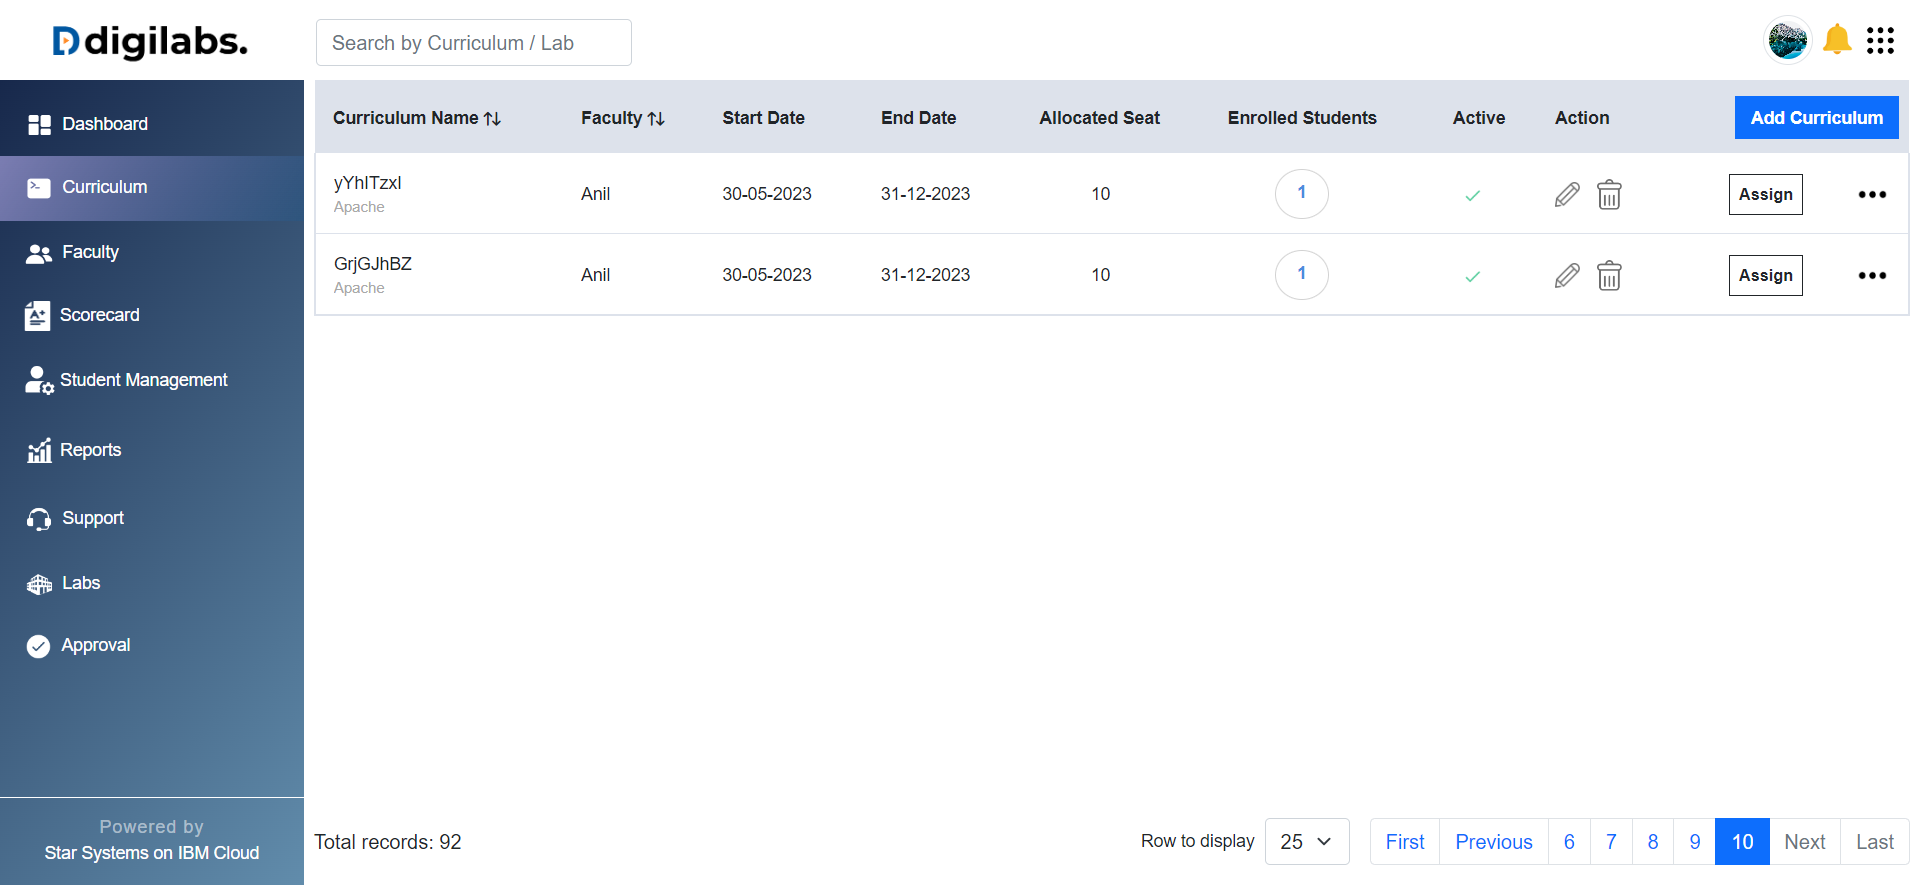 digilabs.
Search by Curriculum / Lab
Dashboard
Curriculum
Faculty
Scorecard
Student Management
Reports
Support
Labs
Approval
Powered by
Star Systems on IBM Cloud
Curriculum Name Faculty Start Date End Date Allocated Seat Enrolled Students Active Action Add Curriculum
yYhlTzxl Anil 30-05-2023 31-12-2023 10 1 Assign
Apache
GrjGJhBZ Anil 30-05-2023 31-12-2023 10 1 Assign
Apache
Total records: 92 Row to display 25 First Previous 6 7 8 9 10 Next Last